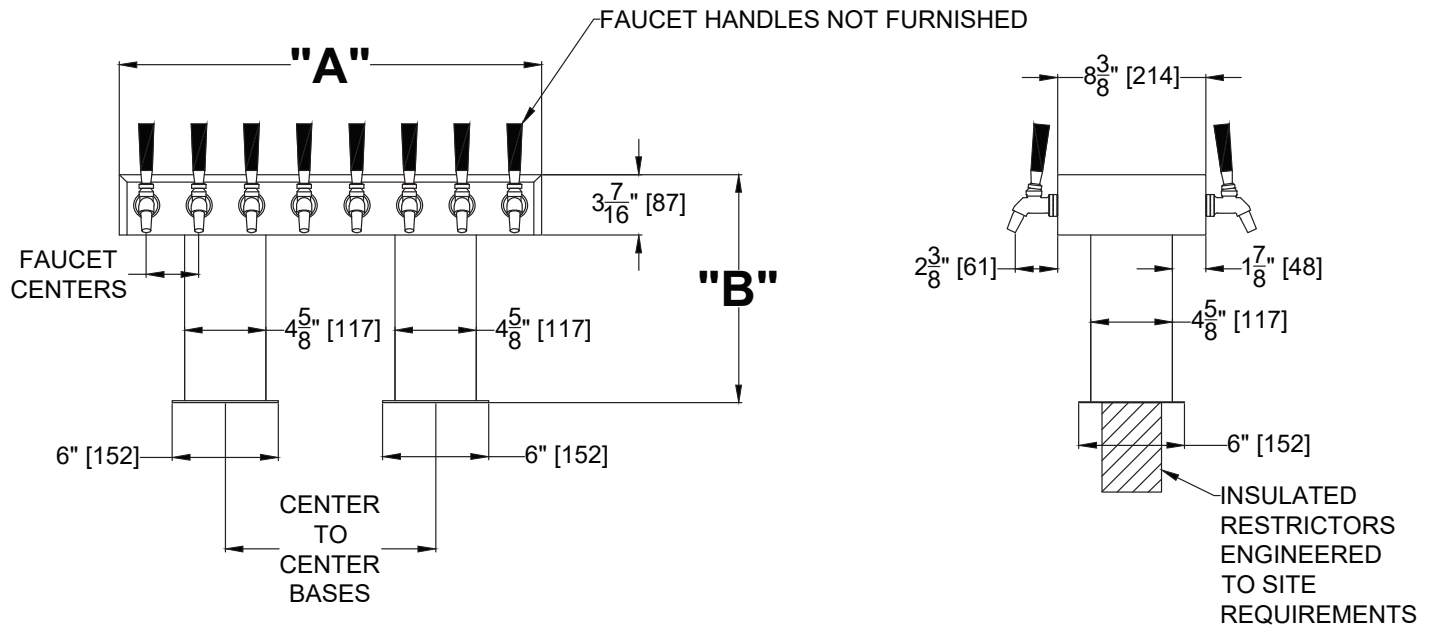 FAUCET HANDLES NOT FURNISHED
"A"
8 3/8" [214]
3 7/16" [87]
FAUCET
CENTERS
"B"
2 3/8" [61]
1 7/8" [48]
4 5/8" [117]
4 5/8" [117]
4 5/8" [117]
6" [152]
6" [152]
6" [152]
CENTER
TO
CENTER
BASES
INSULATED
RESTRICTORS
ENGINEERED
TO SITE
REQUIREMENTS